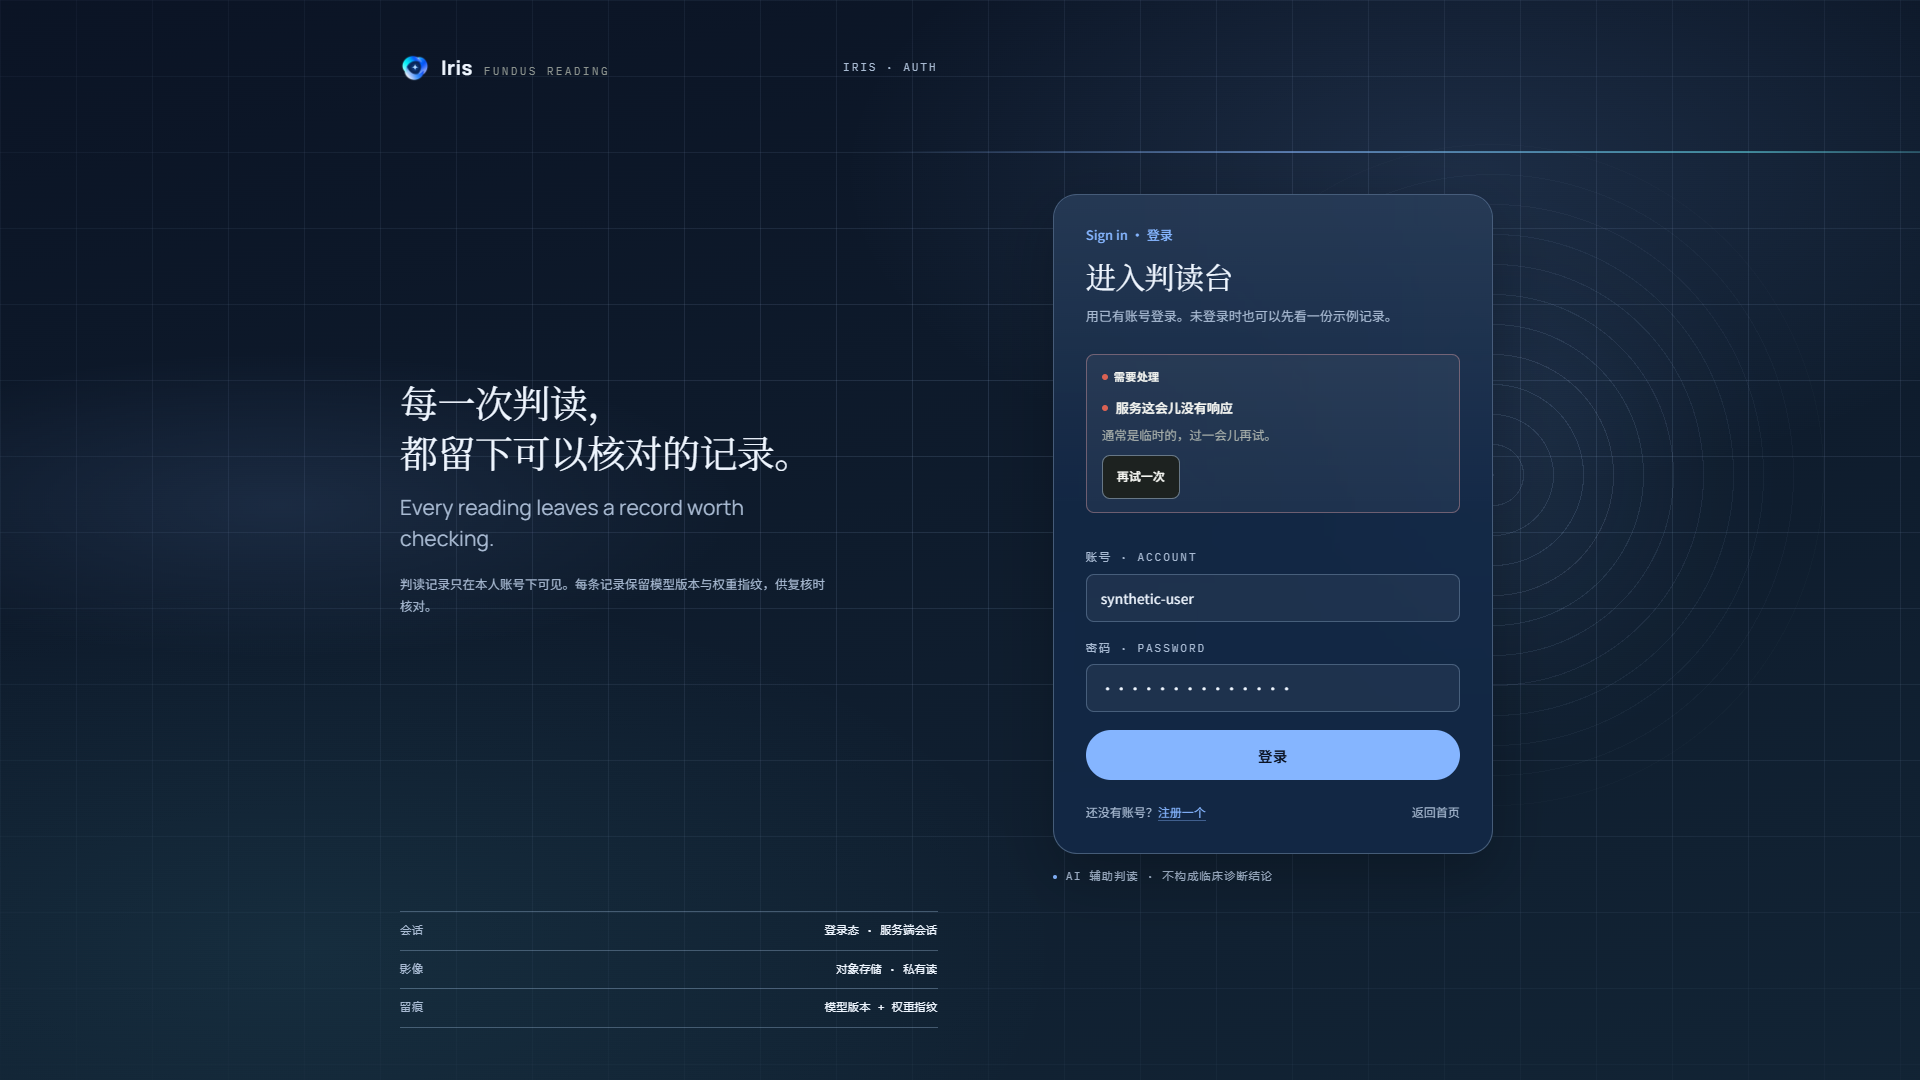 Iris FUNDUS READING
IRIS · AUTH
每一次判读,
都留下可以核对的记录。
Every reading leaves a record worth
checking.
判读记录只在本人账号下可见。每条记录保留模型版本与权重指纹，供复核时
核对。
会话 登录态 · 服务端会话
影像 对象存储 · 私有读
留痕 模型版本 + 权重指纹
Sign in · 登录
进入判读台
用已有账号登录。未登录时也可以先看一份示例记录。
需要处理
服务这会儿没有响应
通常是临时的，过一会儿再试。
再试一次
账号 · ACCOUNT
synthetic-user
密码 · PASSWORD
••••••••••••••
登录
还没有账号？注册一个 返回首页
AI 辅助判读 · 不构成临床诊断结论